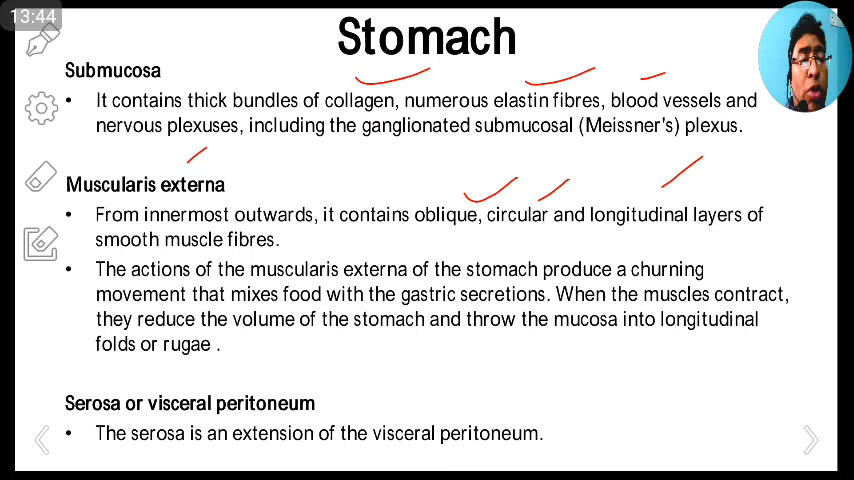 13:44
Stomach
Submucosa
• It contains thick bundles of collagen, numerous elastin fibres, blood vessels and
nervous plexuses, including the ganglionated submucosal (Meissner's) plexus.
Muscularis externa
• From innermost outwards, it contains oblique, circular and longitudinal layers of
smooth muscle fibres.
• The actions of the muscularis externa of the stomach produce a churning
movement that mixes food with the gastric secretions. When the muscles contract,
they reduce the volume of the stomach and throw the mucosa into longitudinal
folds or rugae .
Serosa or visceral peritoneum
• The serosa is an extension of the visceral peritoneum.